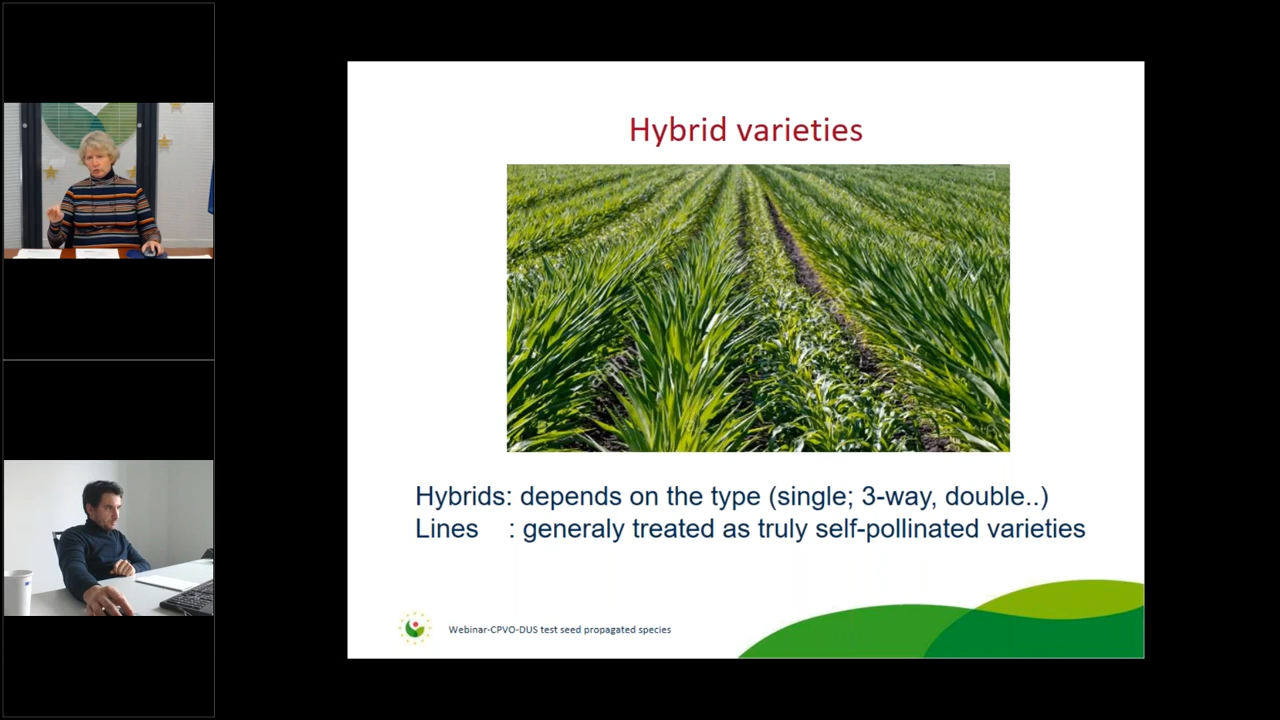 Hybrid varieties
Hybrids: depends on the type (single; 3-way, double..)
Lines : generaly treated as truly self-pollinated varieties
Webinar-CPVO-DUS test seed propagated species